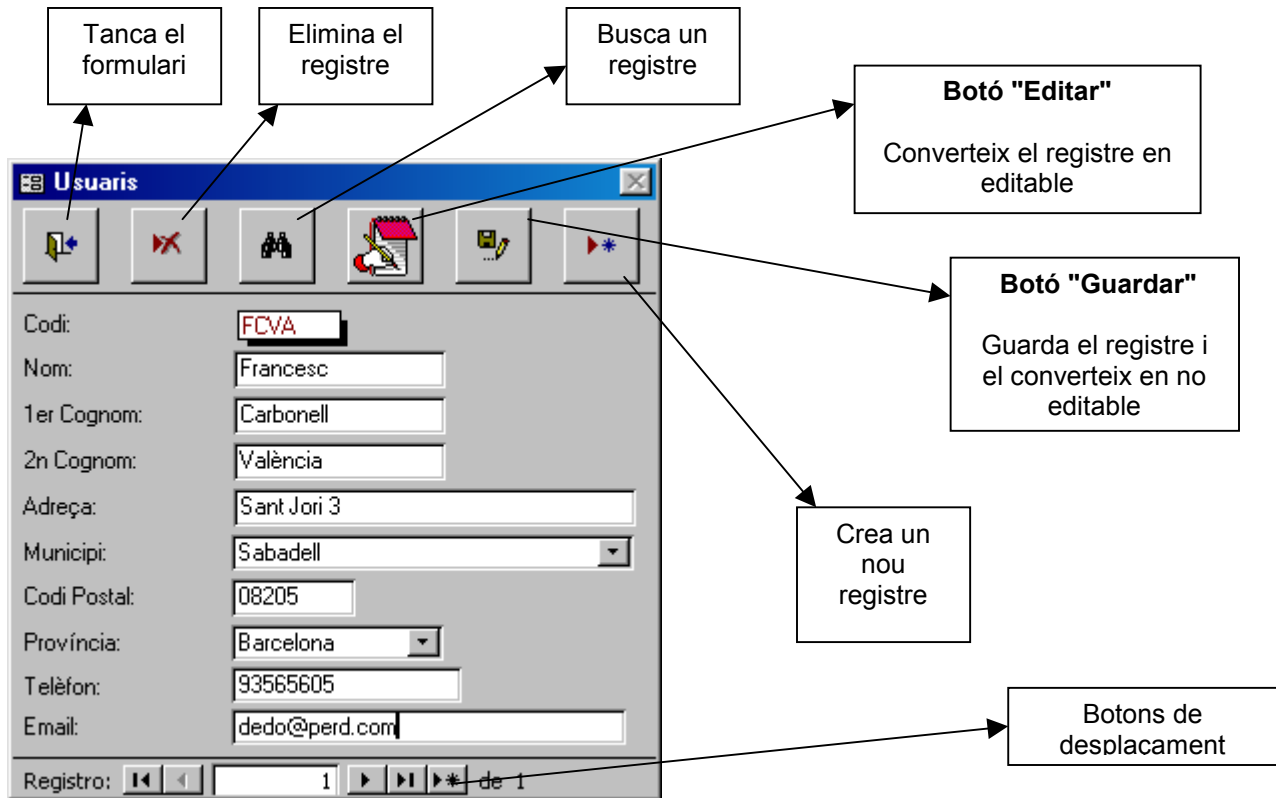 Tanca el
formulari
Elimina el
registre
Busca un
registre
Botó "Editar"
Converteix el registre en
editable
Usuaris
Botó "Guardar"
Guarda el registre i
el converteix en no
editable
Codi: FCVA
Nom: Francesc
1er Cognom: Carbonell
2n Cognom: València
Adreça: Sant Jori 3
Municipi: Sabadell
Codi Postal: 08205
Província: Barcelona
Telèfon: 93565605
Email: dedo@perd.com
Crea un
nou
registre
Botons de
desplacament
Registro: 1 de 1